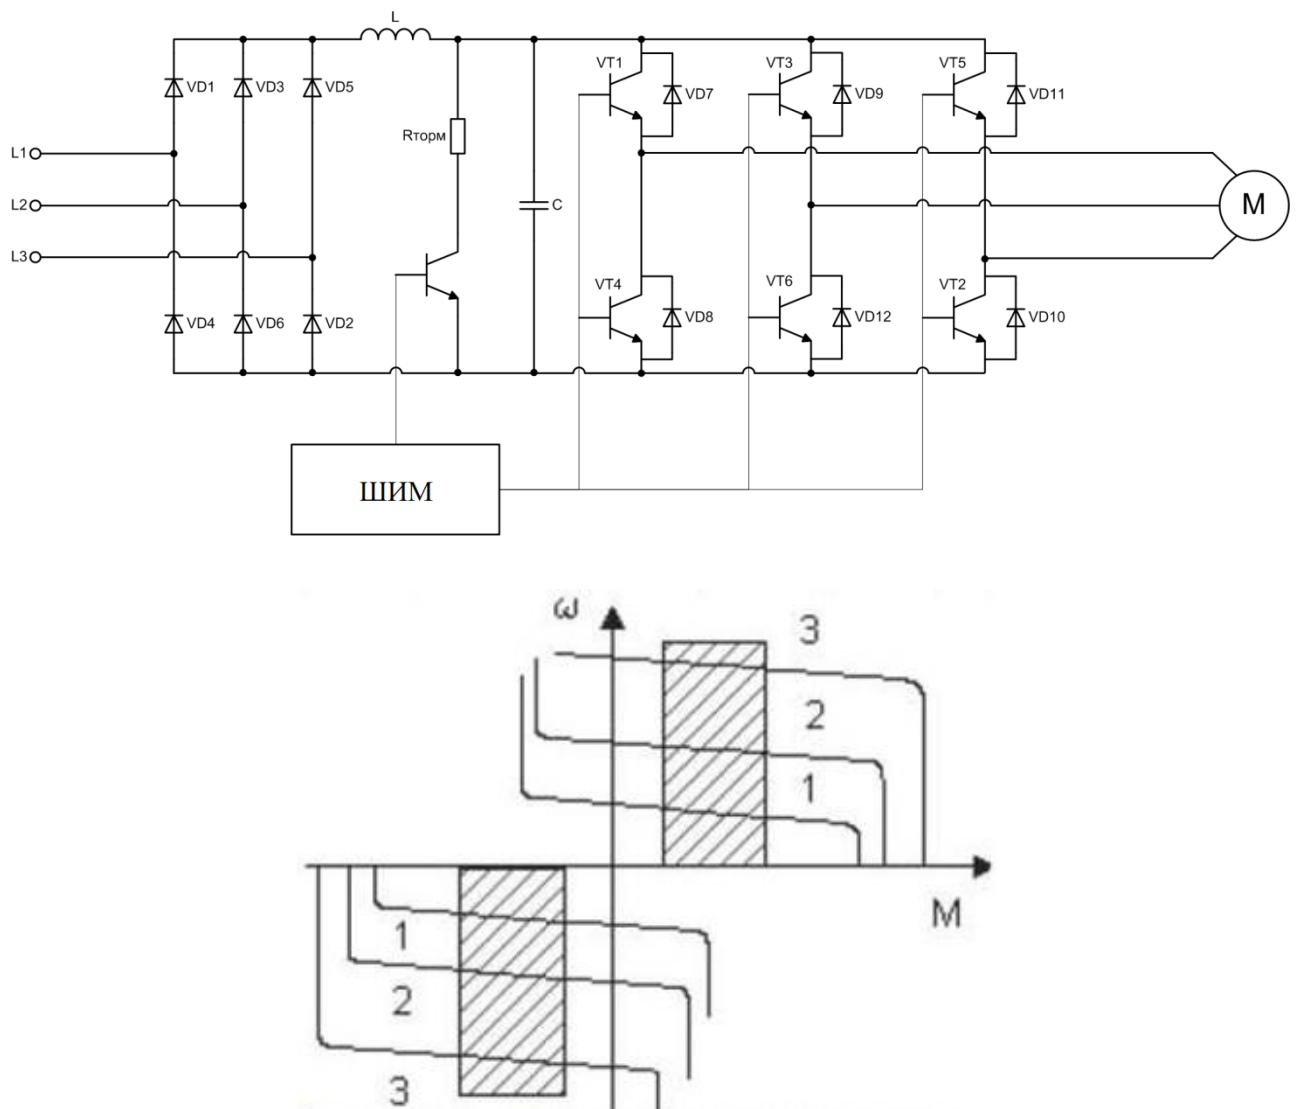 L
VT1
VT3
VT5
VD1
VD3
VD5
VD7
VD9
VD11
Rторм
L1
L2
L3
C
M
VT4
VT6
VT2
VD4
VD6
VD2
VD8
VD12
VD10
ШИМ
ω
3
2
1
M
1
2
3